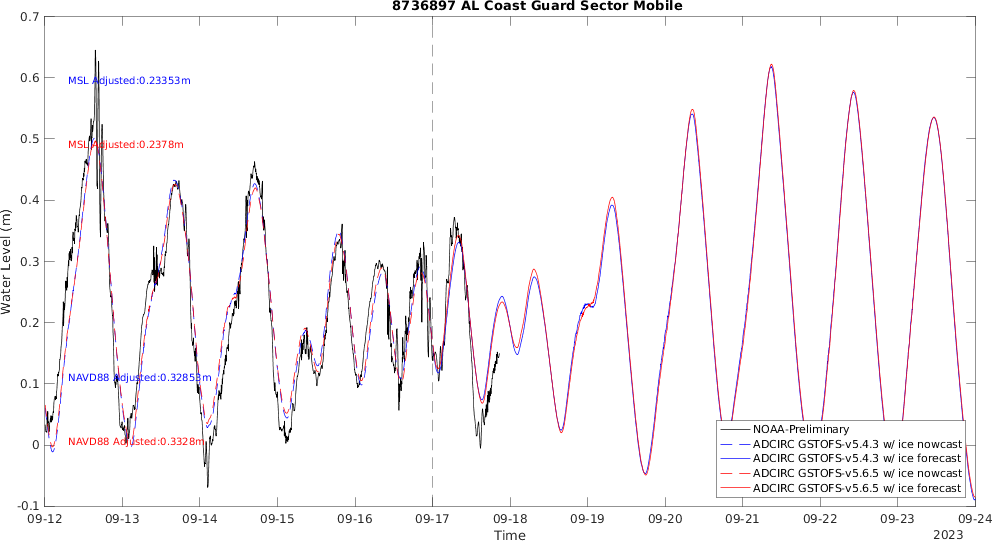 8736897 AL Coast Guard Sector Mobile
0.7
0.6
0.5
0.4
0.3
0.2
0.1
0
-0.1
Water Level (m)
MSL Adjusted:0.23353m
MSL Adjusted:0.2378m
NAVD88 Adjusted:0.32853m
NAVD88 Adjusted:0.3328m
NOAA-Preliminary
ADCIRC GSTOFS-v5.4.3 w/ ice nowcast
ADCIRC GSTOFS-v5.4.3 w/ ice forecast
ADCIRC GSTOFS-v5.6.5 w/ ice nowcast
ADCIRC GSTOFS-v5.6.5 w/ ice forecast
09-12 09-13 09-14 09-15 09-16 09-17 09-18 09-19 09-20 09-21 09-22 09-23 09-24
Time
2023